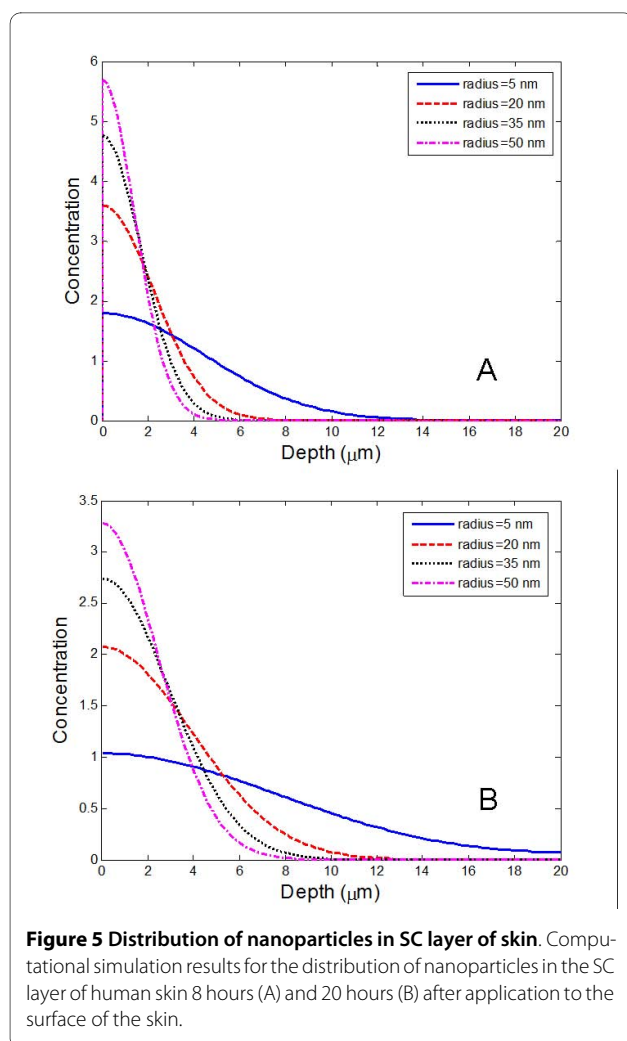 6
5
4
3
2
1
0
Concentration
radius=5 nm
radius=20 nm
radius=35 nm
radius=50 nm
A
0 2 4 6 8 10 12 14 16 18 20
Depth (μm)
3.5
3
2.5
2
1.5
1
0.5
0
Concentration
radius=5 nm
radius=20 nm
radius=35 nm
radius=50 nm
B
0 2 4 6 8 10 12 14 16 18 20
Depth (μm)
Figure 5 Distribution of nanoparticles in SC layer of skin. Compu-
tational simulation results for the distribution of nanoparticles in the SC
layer of human skin 8 hours (A) and 20 hours (B) after application to the
surface of the skin.